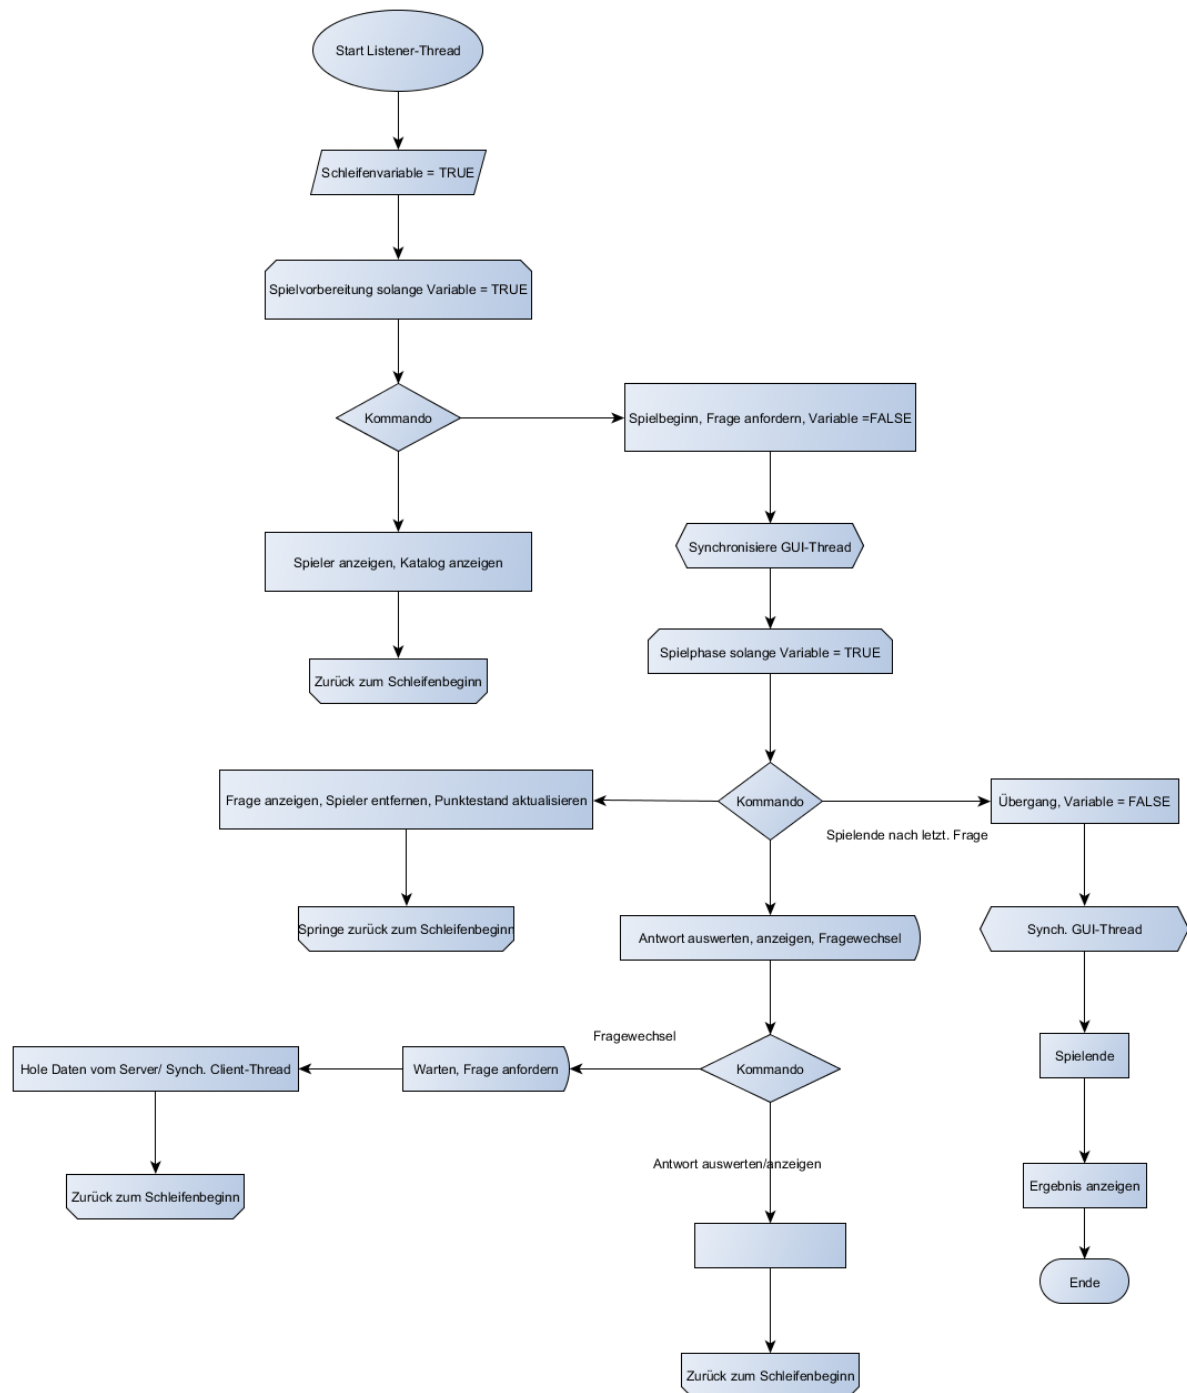 Start Listener-Thread
Schleifenvariable = TRUE
Spielvorbereitung solange Variable = TRUE
Kommando
Spielbeginn, Frage anfordern, Variable =FALSE
Spieler anzeigen, Katalog anzeigen
Synchronisiere GUI-Thread
Zurück zum Schleifenbeginn
Spielphase solange Variable = TRUE
Frage anzeigen, Spieler entfernen, Punktestand aktualisieren
Kommando
Übergang, Variable = FALSE
Spielende nach letzt. Frage
Springe zurück zum Schleifenbeginn
Antwort auswerten, anzeigen, Fragewechsel
Synch. GUI-Thread
Fragewechsel
Hole Daten vom Server/ Synch. Client-Thread
Warten, Frage anfordern
Kommando
Spielende
Antwort auswerten/anzeigen
Zurück zum Schleifenbeginn
Ergebnis anzeigen
Ende
Zurück zum Schleifenbeginn